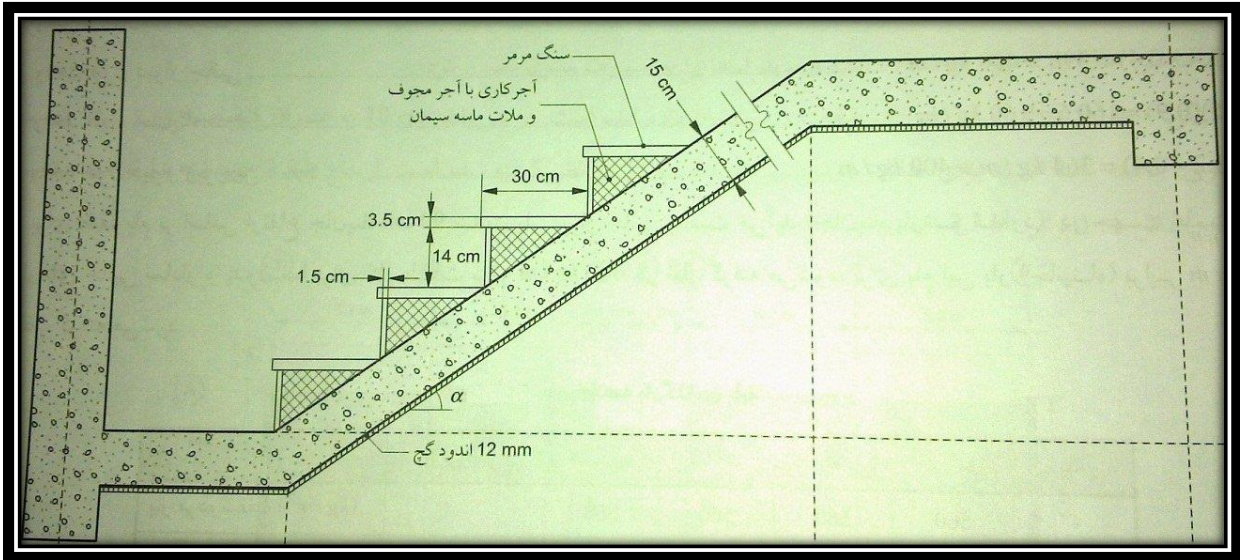 سنگ مرمر
آجرکاری با آجر مجوف
و ملات ماسه سیمان
15 cm
30 cm
3.5 cm
14 cm
1.5 cm
α
12 mm اندود گچ